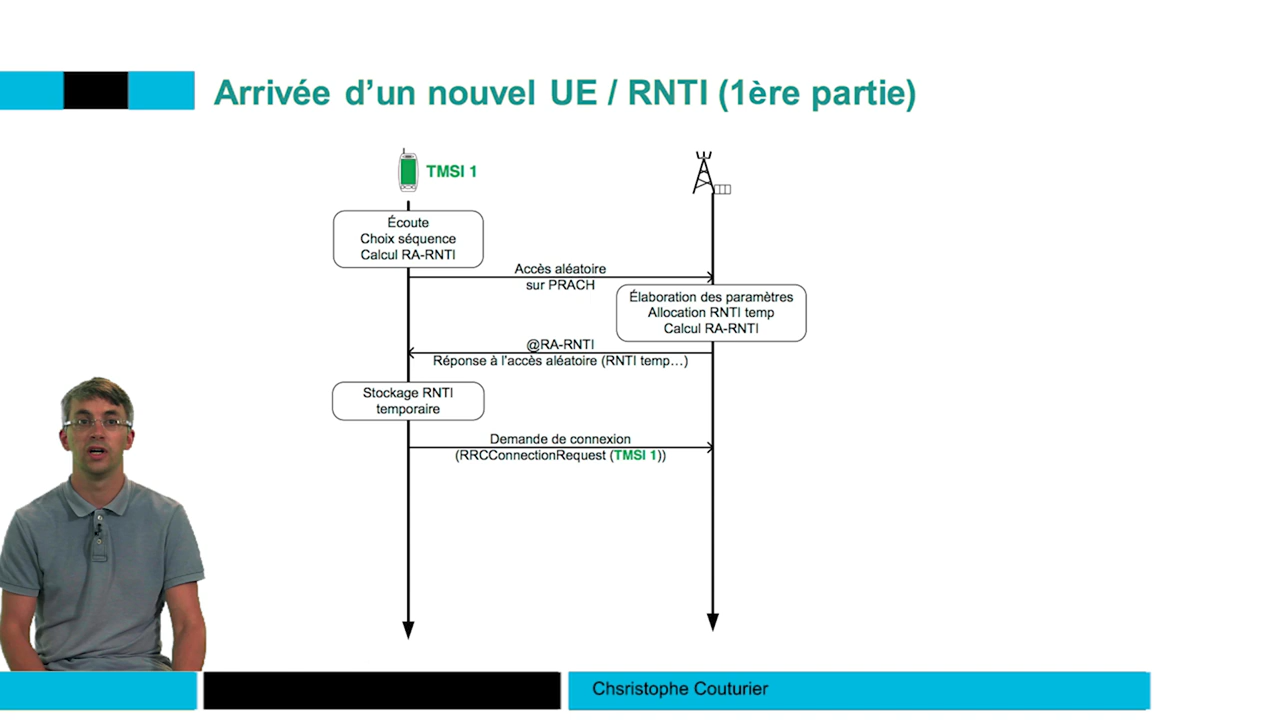 Arrivée d'un nouvel UE / RNTI (1ère partie)
TMSI 1
Écoute
Choix séquence
Calcul RA-RNTI
Accès aléatoire
sur PRACH
Élaboration des paramètres
Allocation RNTI temp
Calcul RA-RNTI
@RA-RNTI
Réponse à l'accès aléatoire (RNTI temp…)
Stockage RNTI
temporaire
Demande de connexion
(RRCConnectionRequest (TMSI 1))
Chsristophe Couturier